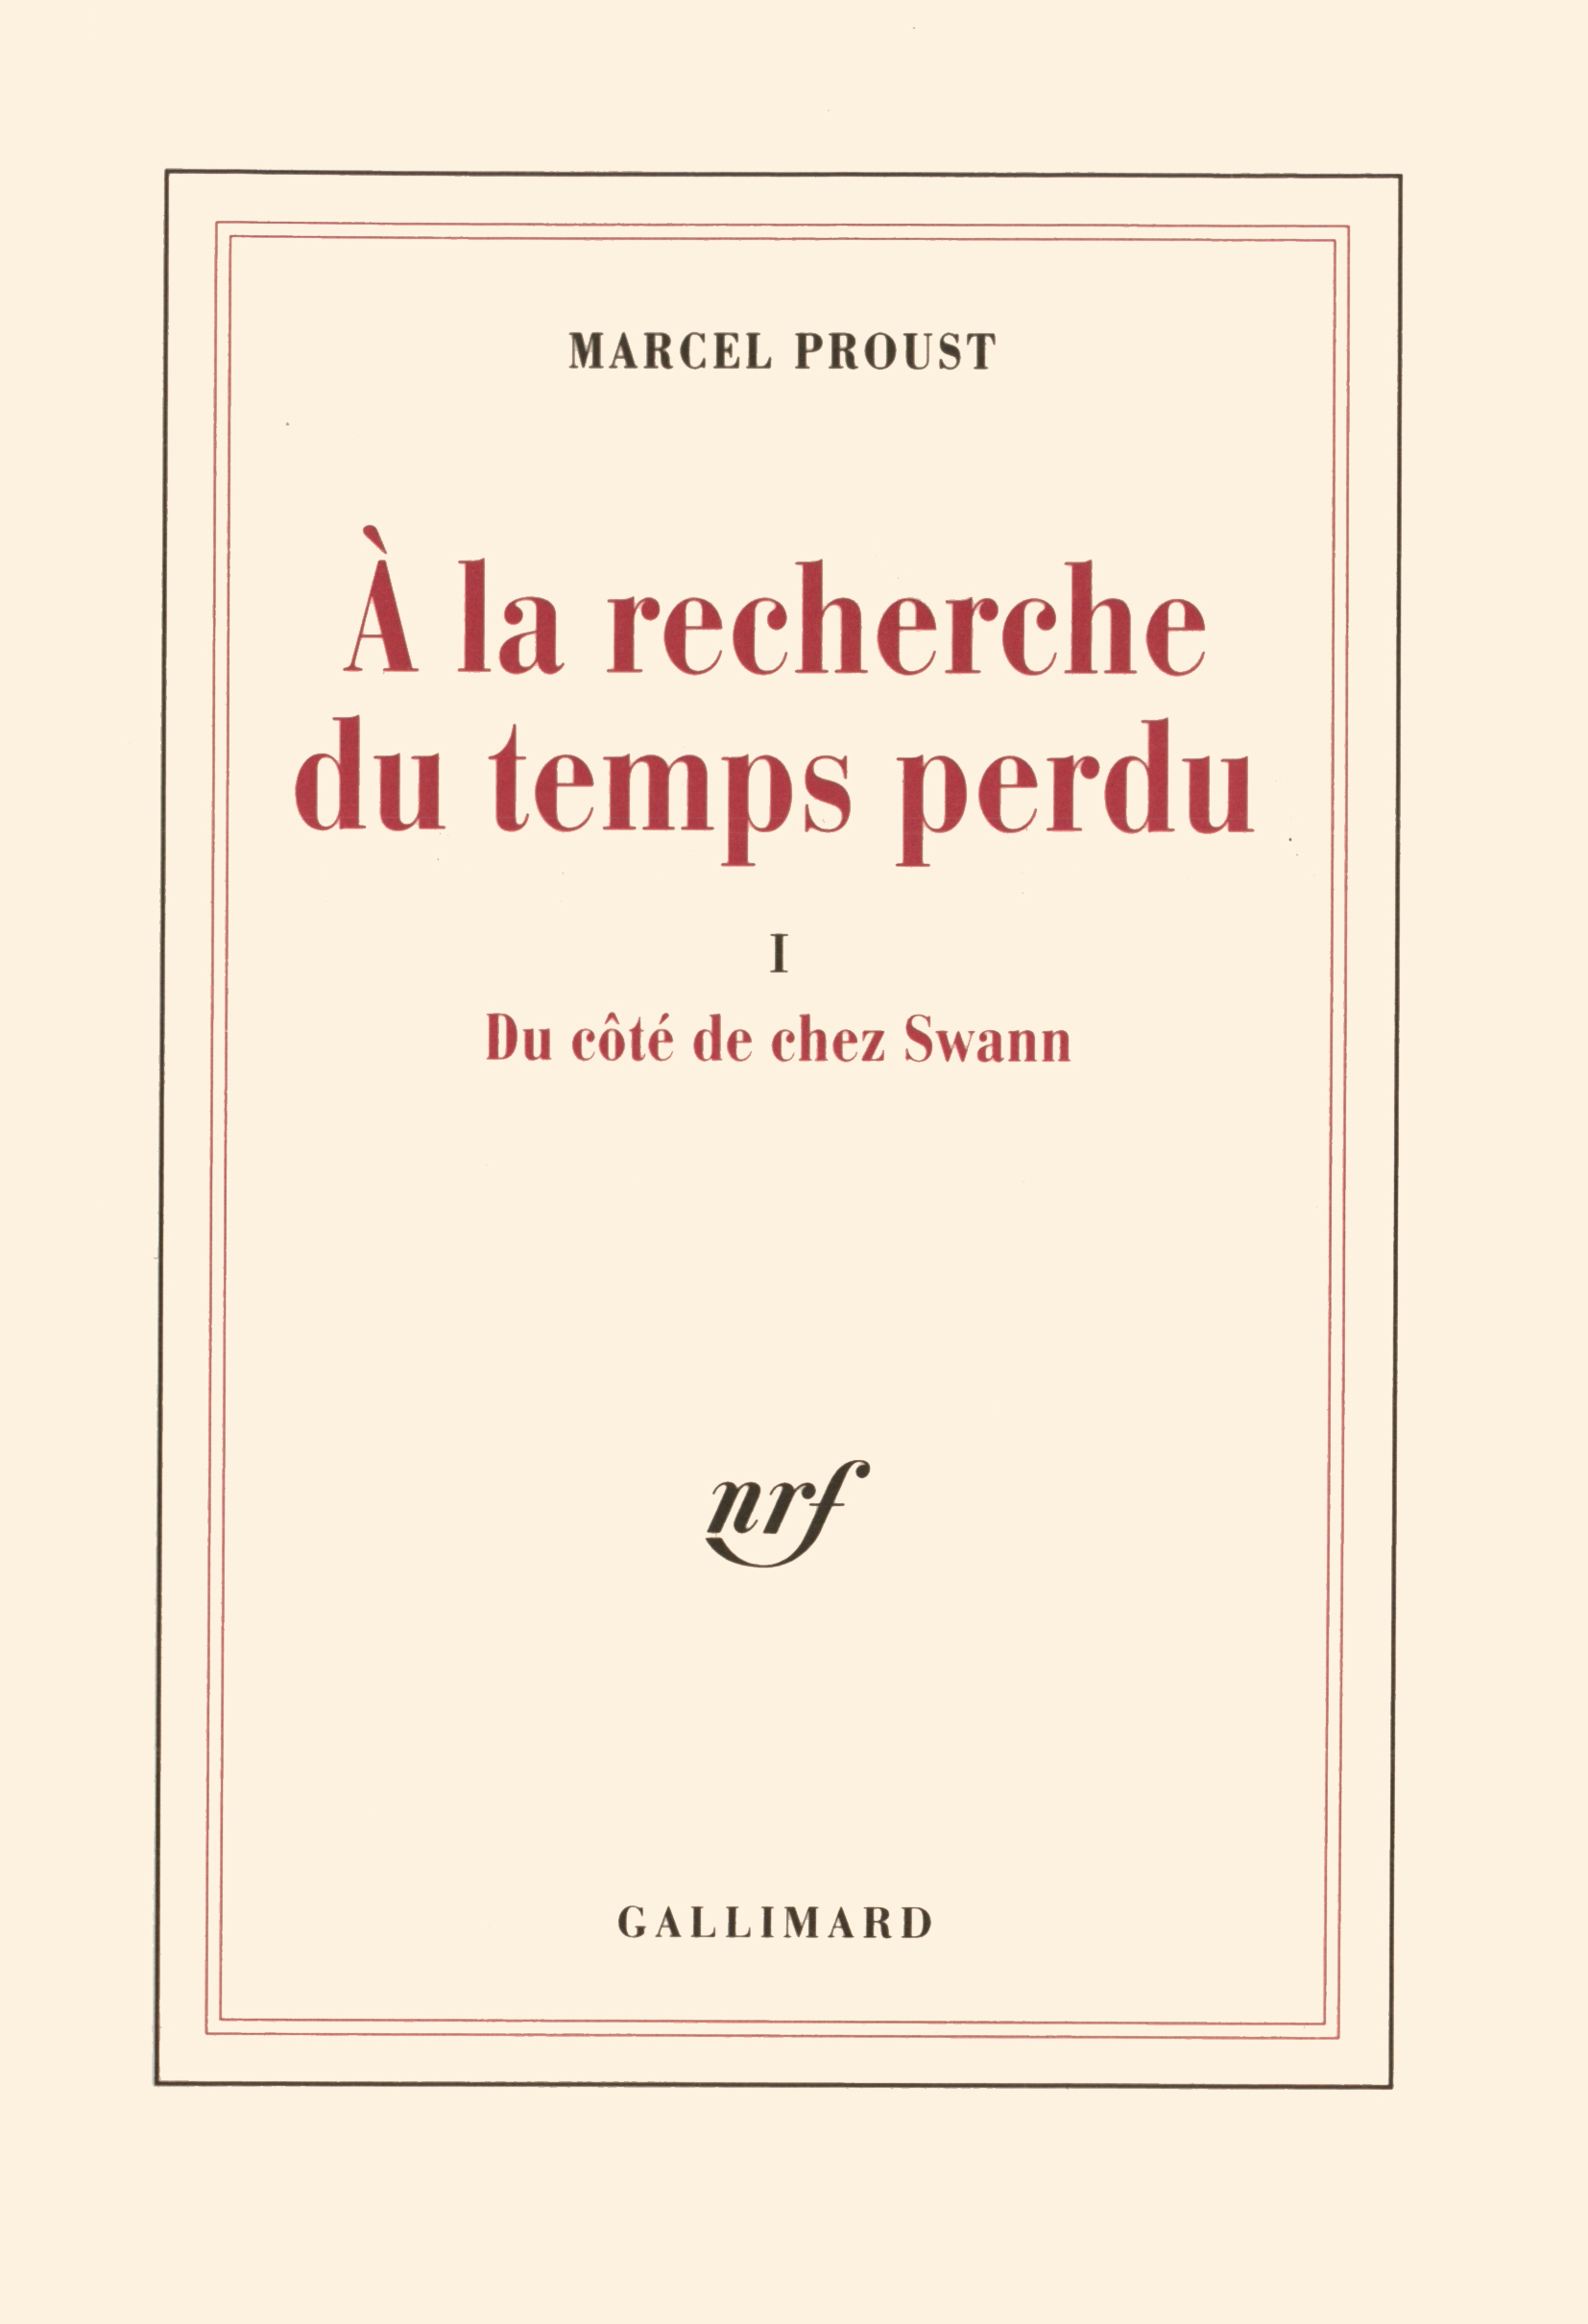 MARCEL PROUST
À la recherche
du temps perdu
I
Du côté de chez Swann
nrf
GALLIMARD